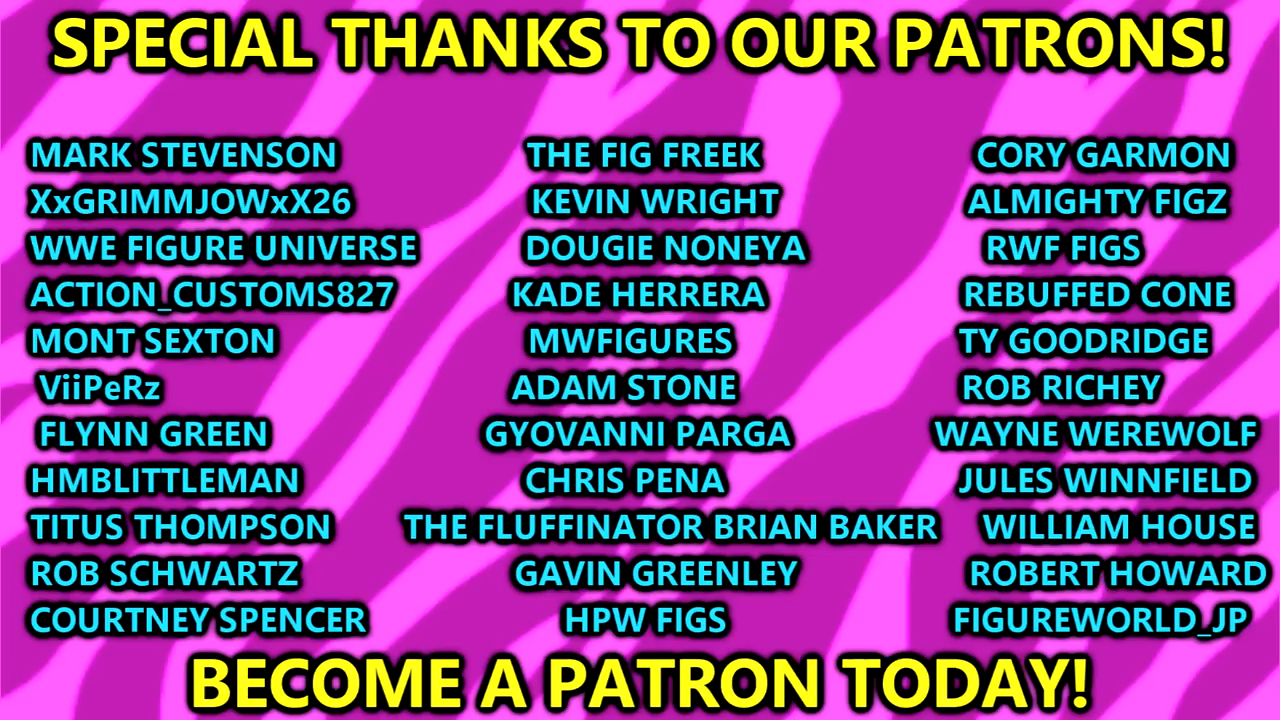 SPECIAL THANKS TO OUR PATRONS!
MARK STEVENSON THE FIG FREEK CORY GARMON
XxGRIMMJOWxX26 KEVIN WRIGHT ALMIGHTY FIGZ
WWE FIGURE UNIVERSE DOUGIE NONEYA RWF FIGS
ACTION_CUSTOMS827 KADE HERRERA REBUFFED CONE
MONT SEXTON MWFIGURES TY GOODRIDGE
ViiPeRz ADAM STONE ROB RICHEY
FLYNN GREEN GYOVANNI PARGA WAYNE WEREWOLF
HMBLITTLEMAN CHRIS PENA JULES WINNFIELD
TITUS THOMPSON THE FLUFFINATOR BRIAN BAKER WILLIAM HOUSE
ROB SCHWARTZ GAVIN GREENLEY ROBERT HOWARD
COURTNEY SPENCER HPW FIGS FIGUREWORLD_JP
BECOME A PATRON TODAY!